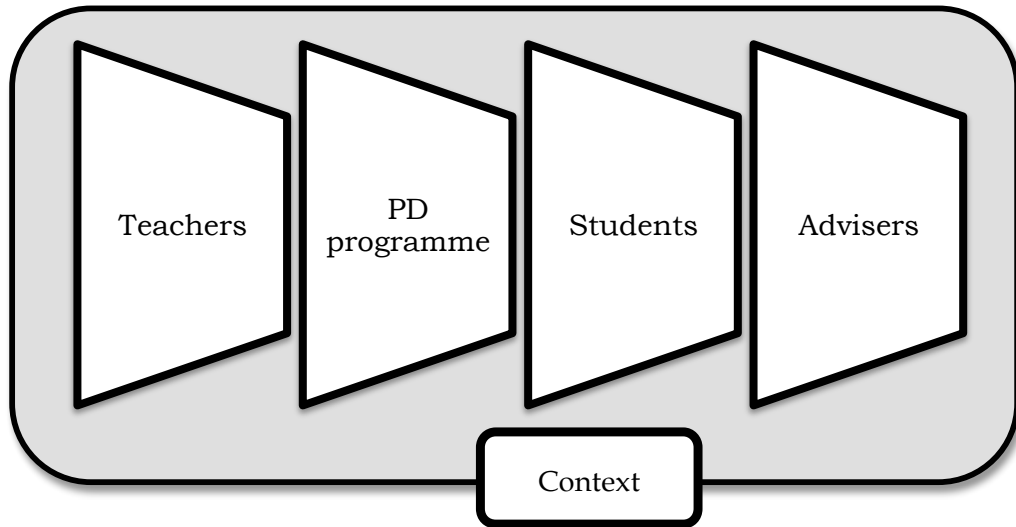 Teachers
PD
programme
Students
Advisers
Context